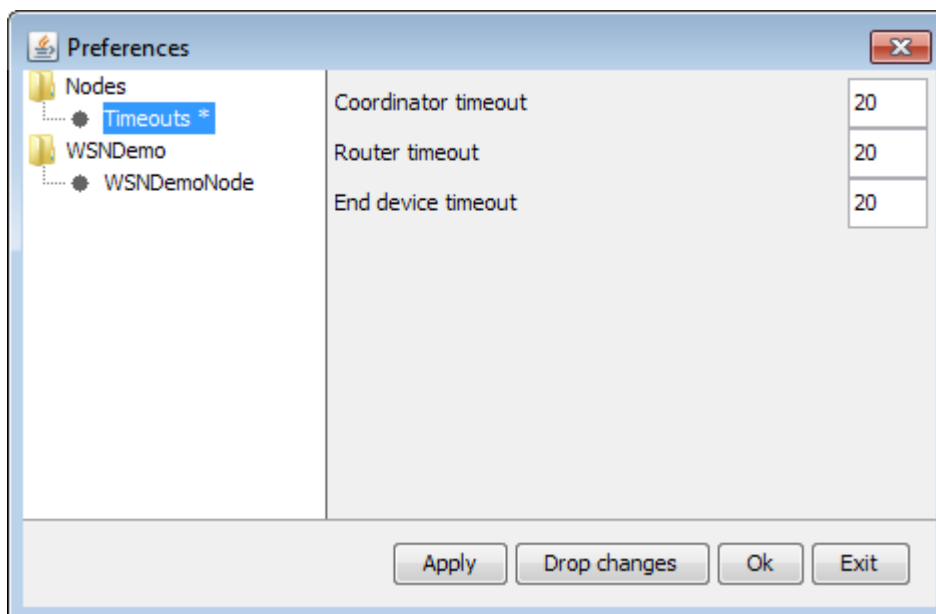 Preferences
Nodes
Timeouts *
WSNDemo
WSNDemoNode
Coordinator timeout 20
Router timeout 20
End device timeout 20
Apply Drop changes Ok Exit